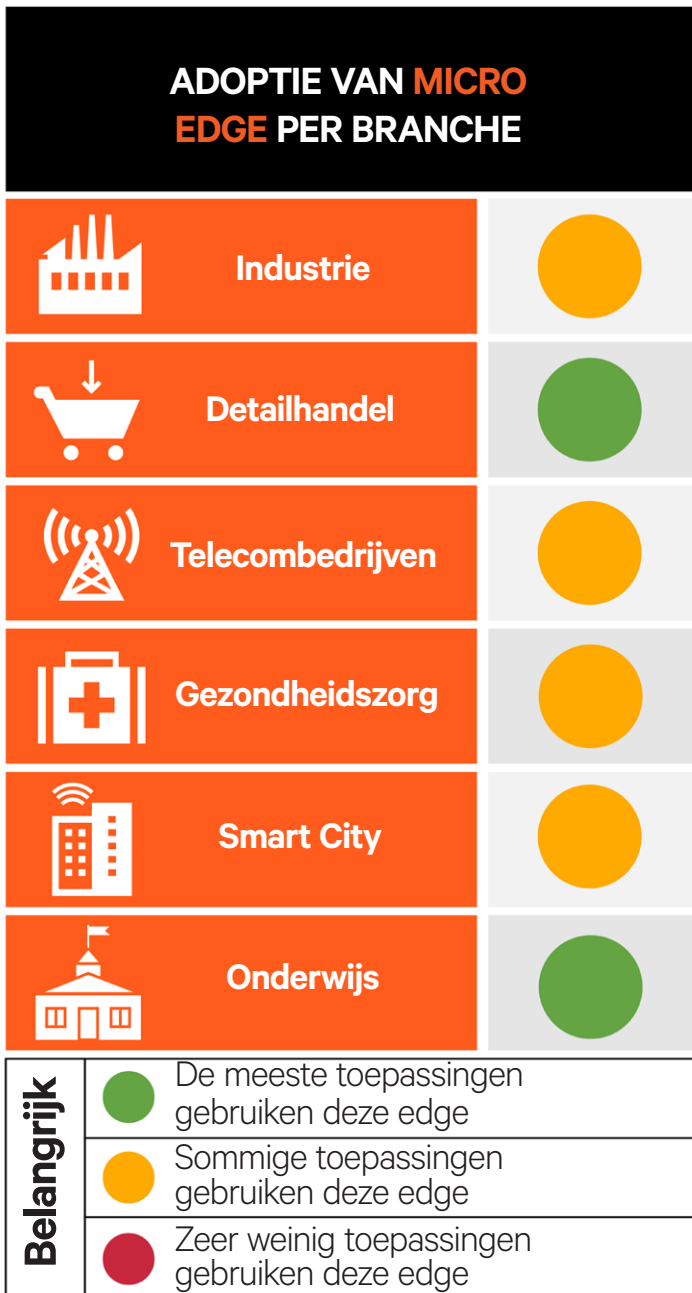 ADOPTIE VAN MICRO
EDGE PER BRANCHE
Industrie
Detailhandel
Telecombedrijven
Gezondheidszorg
Smart City
Onderwijs
Belangrijk
De meeste toepassingen
gebruiken deze edge
Sommige toepassingen
gebruiken deze edge
Zeer weinig toepassingen
gebruiken deze edge